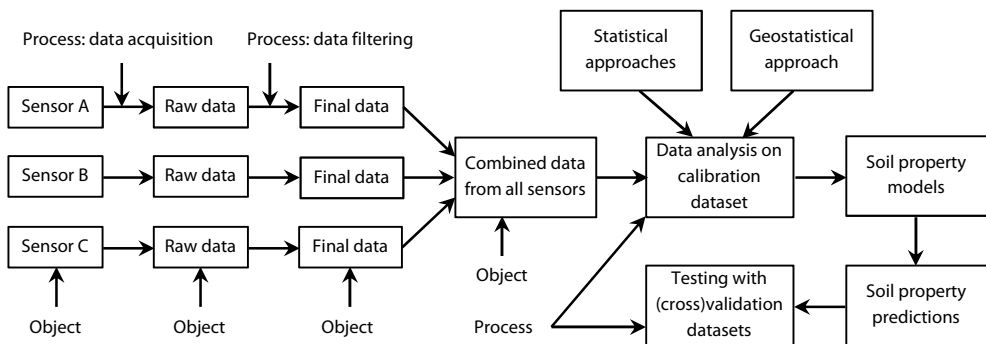 Process: data acquisition
Process: data filtering
Statistical
approaches
Geostatistical
approach
Sensor A
Raw data
Final data
Sensor B
Raw data
Final data
Sensor C
Raw data
Final data
Combined data
from all sensors
Data analysis on
calibration
dataset
Soil property
models
Object
Testing with
(cross)validation
datasets
Soil property
predictions
Object
Object
Object
Process